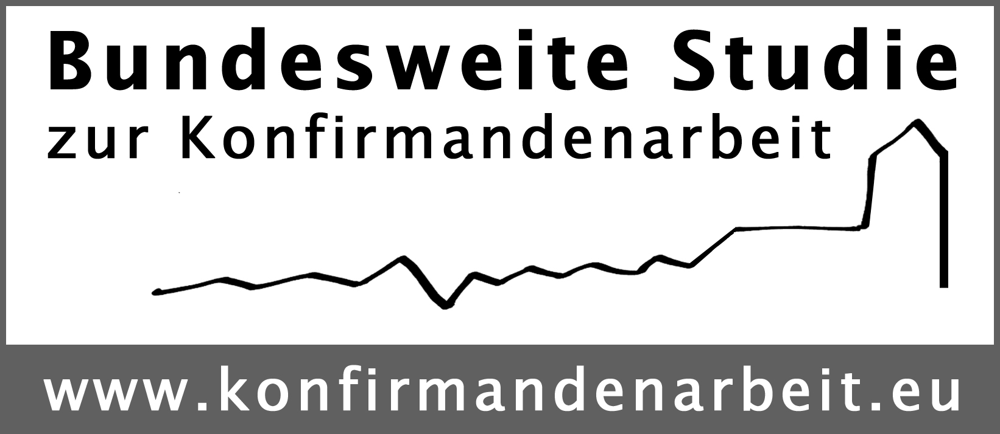 Bundesweite Studie
zur Konfirmandenarbeit
www.konfirmandenarbeit.eu